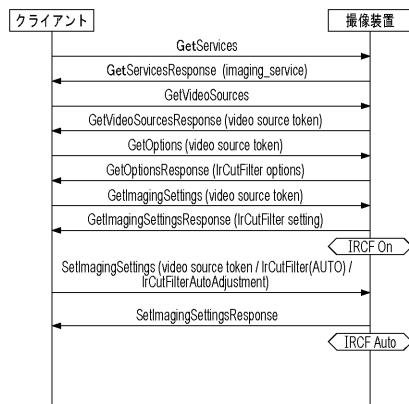 クライアント
撮像装置
GetServices
GetServicesResponse (imaging_service)
GetVideoSources
GetVideoSourcesResponse (video source token)
GetOptions (video source token)
GetOptionsResponse (IrCutFilter options)
GetImagingSettings (video source token)
GetImagingSettingsResponse (IrCutFilter setting)
IRCF On
SetImagingSettings (video source token / IrCutFilter(AUTO) /
IrCutFilterAutoAdjustment)
SetImagingSettingsResponse
IRCF Auto